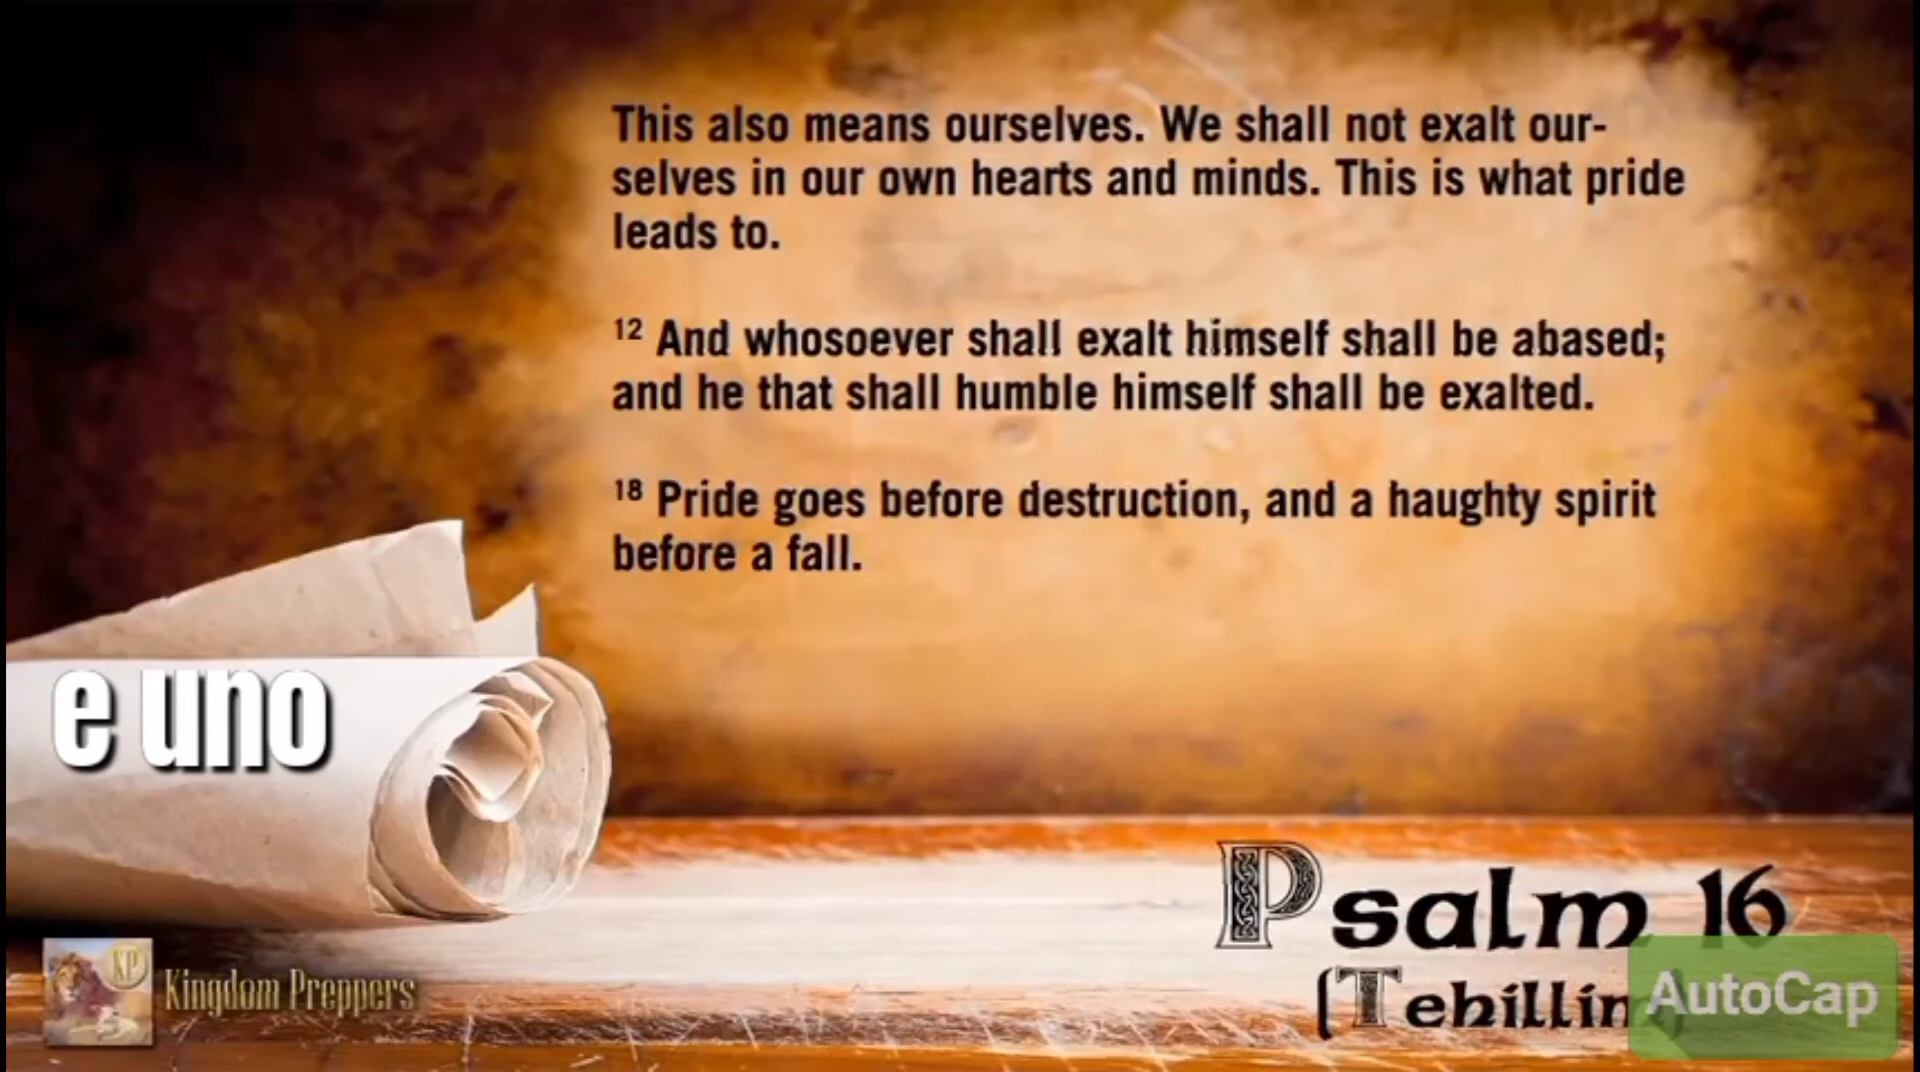 This also means ourselves. We shall not exalt our-
selves in our own hearts and minds. This is what pride
leads to.
12 And whosoever shall exalt himself shall be abased;
and he that shall humble himself shall be exalted.
18 Pride goes before destruction, and a haughty spirit
before a fall.
e uno
Psalm 16
(Tehillim)
AutoCap
KP
Kingdom Preppers